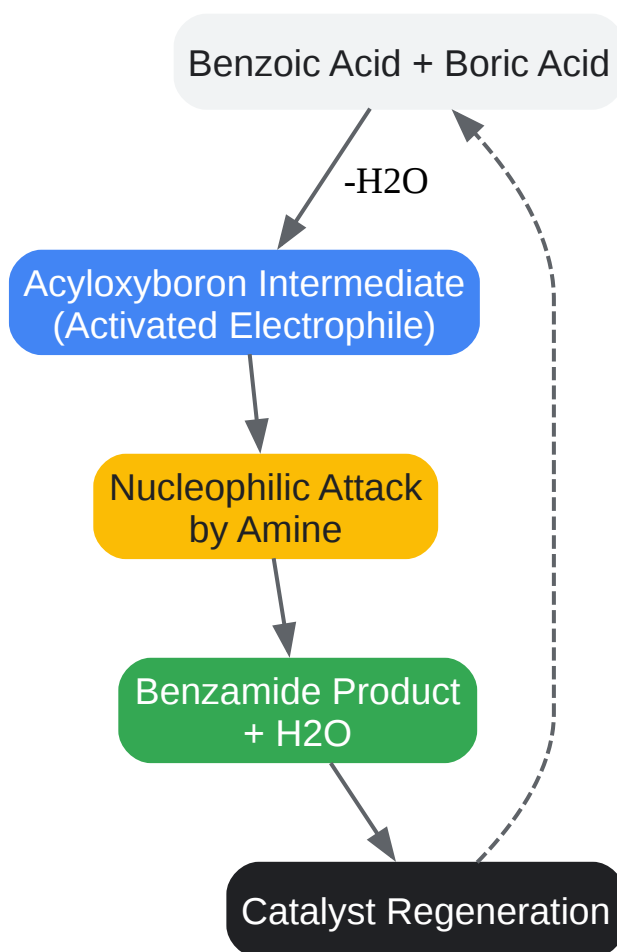 Benzoic Acid + Boric Acid
-H2O
Acyloxyboron Intermediate
(Activated Electrophile)
Nucleophilic Attack
by Amine
Benzamide Product
+ H2O
Catalyst Regeneration